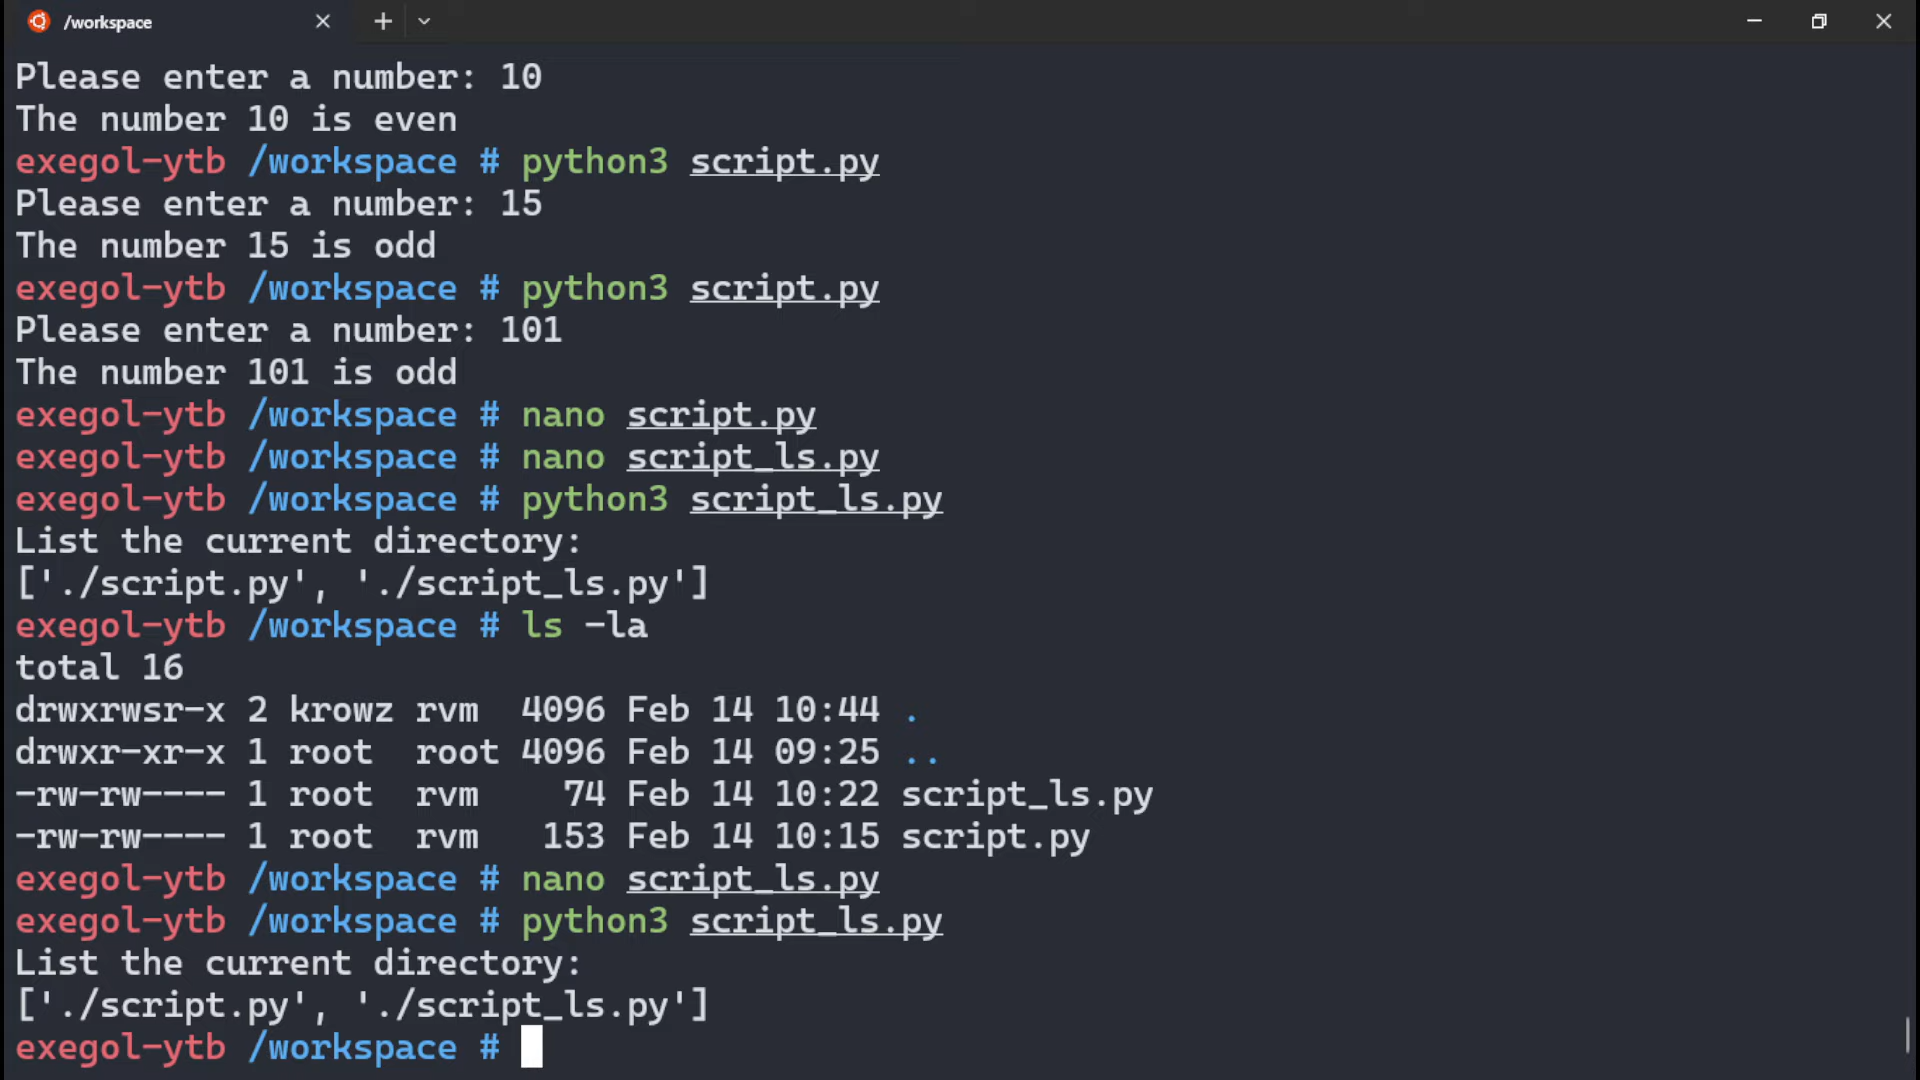 /workspace
Please enter a number: 10
The number 10 is even
exegol-ytb /workspace # python3 script.py
Please enter a number: 15
The number 15 is odd
exegol-ytb /workspace # python3 script.py
Please enter a number: 101
The number 101 is odd
exegol-ytb /workspace # nano script.py
exegol-ytb /workspace # nano script_ls.py
exegol-ytb /workspace # python3 script_ls.py
List the current directory:
['./script.py', './script_ls.py']
exegol-ytb /workspace # ls -la
total 16
drwxrwsr-x 2 krowz rvm  4096 Feb 14 10:44 .
drwxr-xr-x 1 root  root 4096 Feb 14 09:25 ..
-rw-rw---- 1 root  rvm    74 Feb 14 10:22 script_ls.py
-rw-rw---- 1 root  rvm   153 Feb 14 10:15 script.py
exegol-ytb /workspace # nano script_ls.py
exegol-ytb /workspace # python3 script_ls.py
List the current directory:
['./script.py', './script_ls.py']
exegol-ytb /workspace #